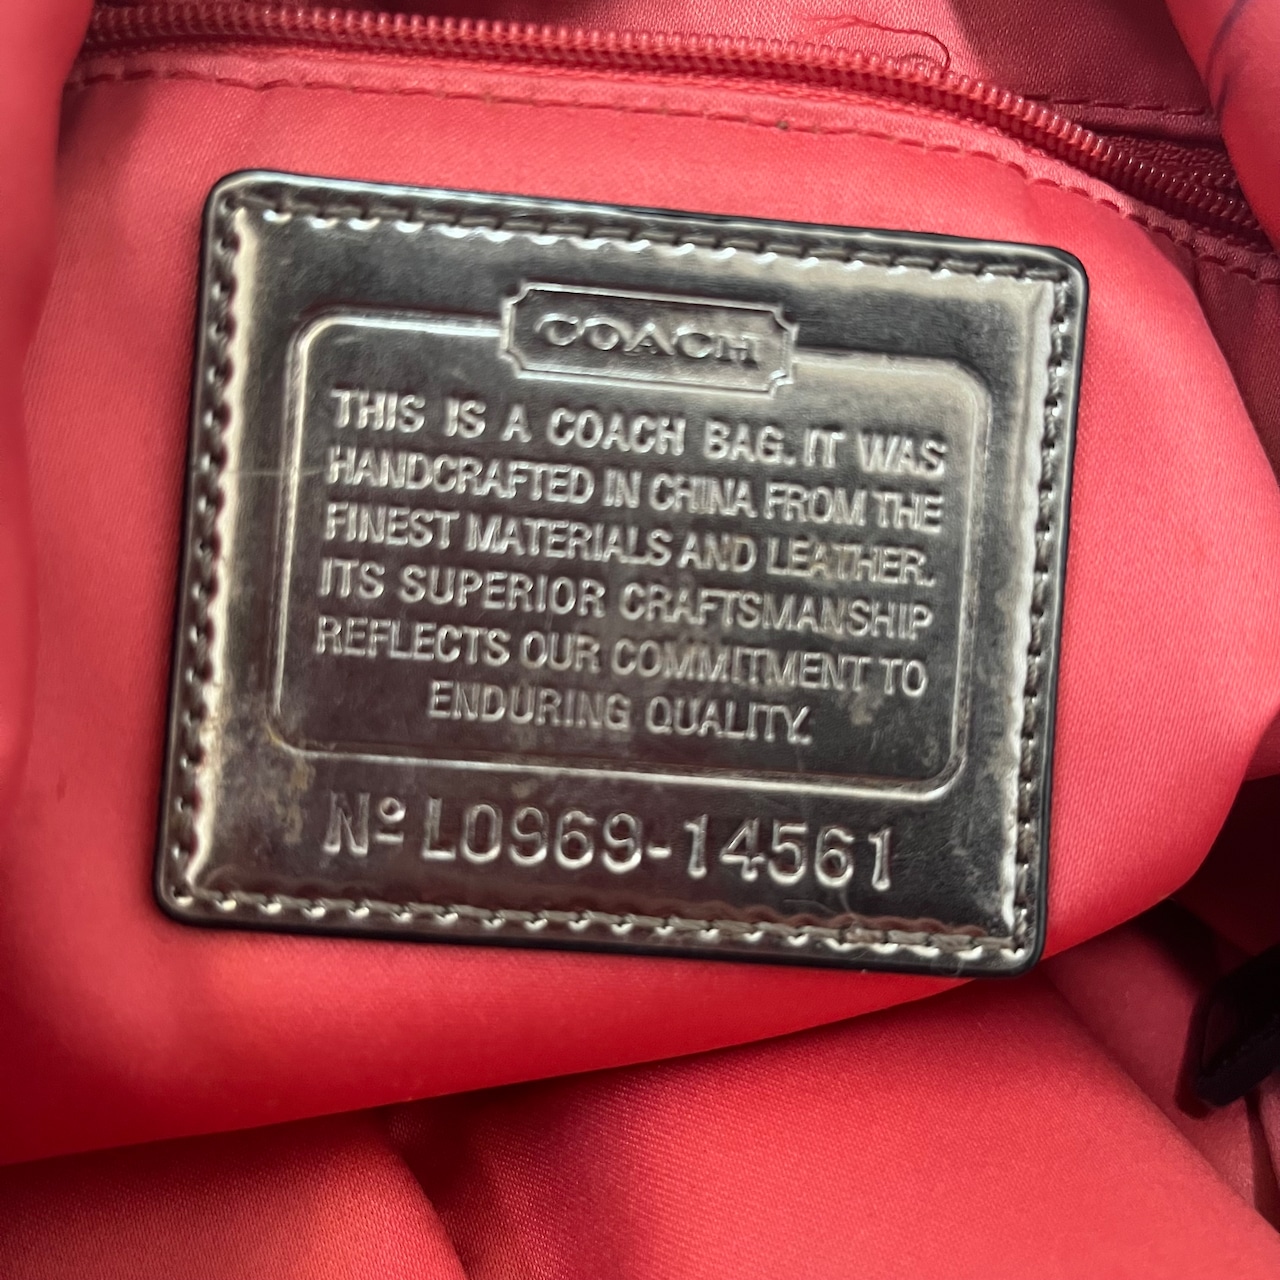 COACH
THIS IS A COACH BAG. IT WAS
HANDCRAFTED IN CHINA FROM THE
FINEST MATERIALS AND LEATHER.
ITS SUPERIOR CRAFTSMANSHIP
REFLECTS OUR COMMITMENT TO
ENDURING QUALITY.
Nº L0969-14561